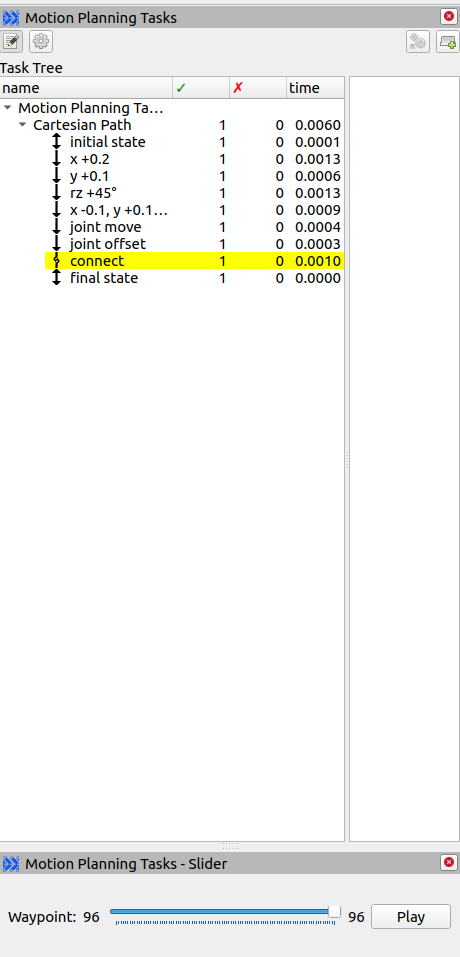 Motion Planning Tasks
Task Tree
name ✓ ✗ time
Motion Planning Ta...
Cartesian Path 1 0 0.0060
initial state 1 0 0.0001
x +0.2 1 0 0.0013
y +0.1 1 0 0.0006
rz +45° 1 0 0.0013
x -0.1, y +0.1... 1 0 0.0009
joint move 1 0 0.0004
joint offset 1 0 0.0003
connect 1 0 0.0010
final state 1 0 0.0000
Motion Planning Tasks - Slider
Waypoint: 96 96 Play